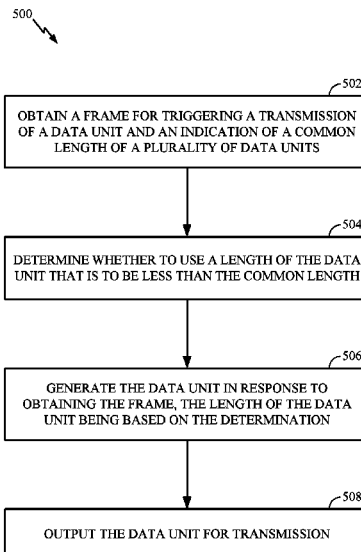 500
502
OBTAIN A FRAME FOR TRIGGERING A TRANSMISSION
OF A DATA UNIT AND AN INDICATION OF A COMMON
LENGTH OF A PLURALITY OF DATA UNITS
504
DETERMINE WHETHER TO USE A LENGTH OF THE DATA
UNIT THAT IS TO BE LESS THAN THE COMMON LENGTH
506
GENERATE THE DATA UNIT IN RESPONSE TO
OBTAINING THE FRAME, THE LENGTH OF THE DATA
UNIT BEING BASED ON THE DETERMINATION
508
OUTPUT THE DATA UNIT FOR TRANSMISSION